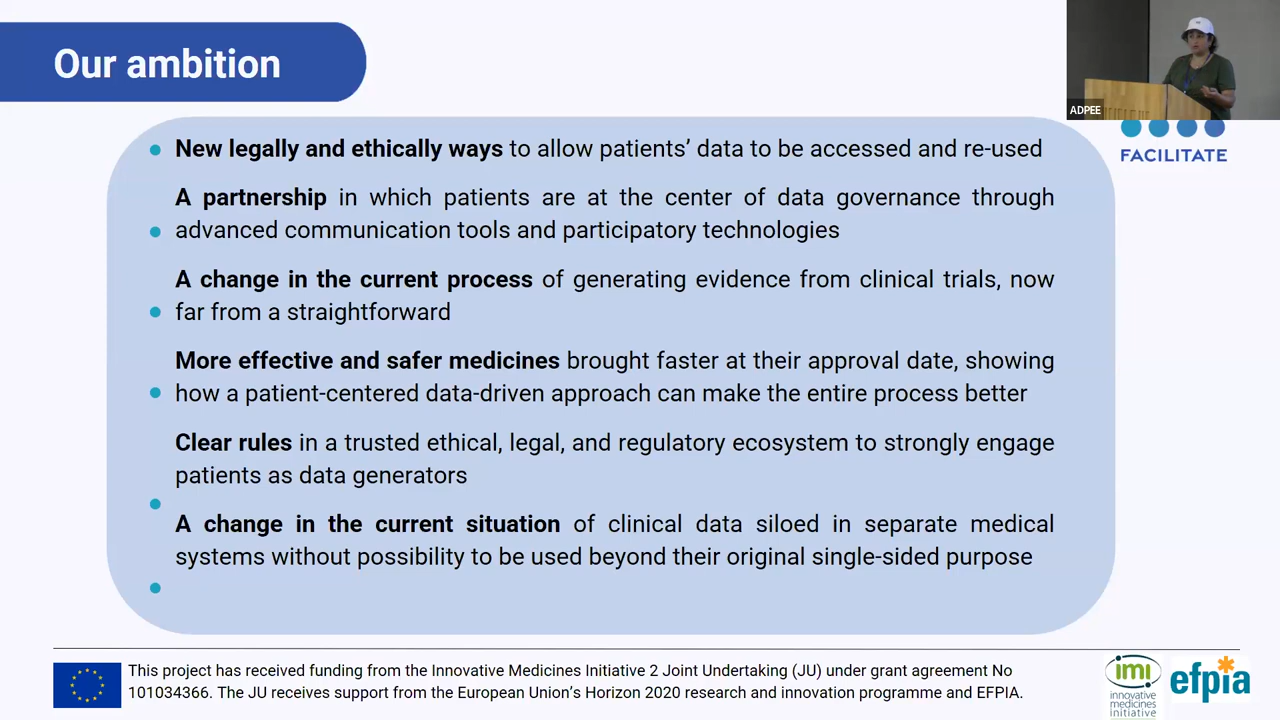 Our ambition
ADPEE
FACILITATE
New legally and ethically ways to allow patients’ data to be accessed and re-used
A partnership in which patients are at the center of data governance through
advanced communication tools and participatory technologies
A change in the current process of generating evidence from clinical trials, now
far from a straightforward
More effective and safer medicines brought faster at their approval date, showing
how a patient-centered data-driven approach can make the entire process better
Clear rules in a trusted ethical, legal, and regulatory ecosystem to strongly engage
patients as data generators
A change in the current situation of clinical data siloed in separate medical
systems without possibility to be used beyond their original single-sided purpose
This project has received funding from the Innovative Medicines Initiative 2 Joint Undertaking (JU) under grant agreement No
101034366. The JU receives support from the European Union’s Horizon 2020 research and innovation programme and EFPIA.
imi
innovative
medicines
initiative
efpia